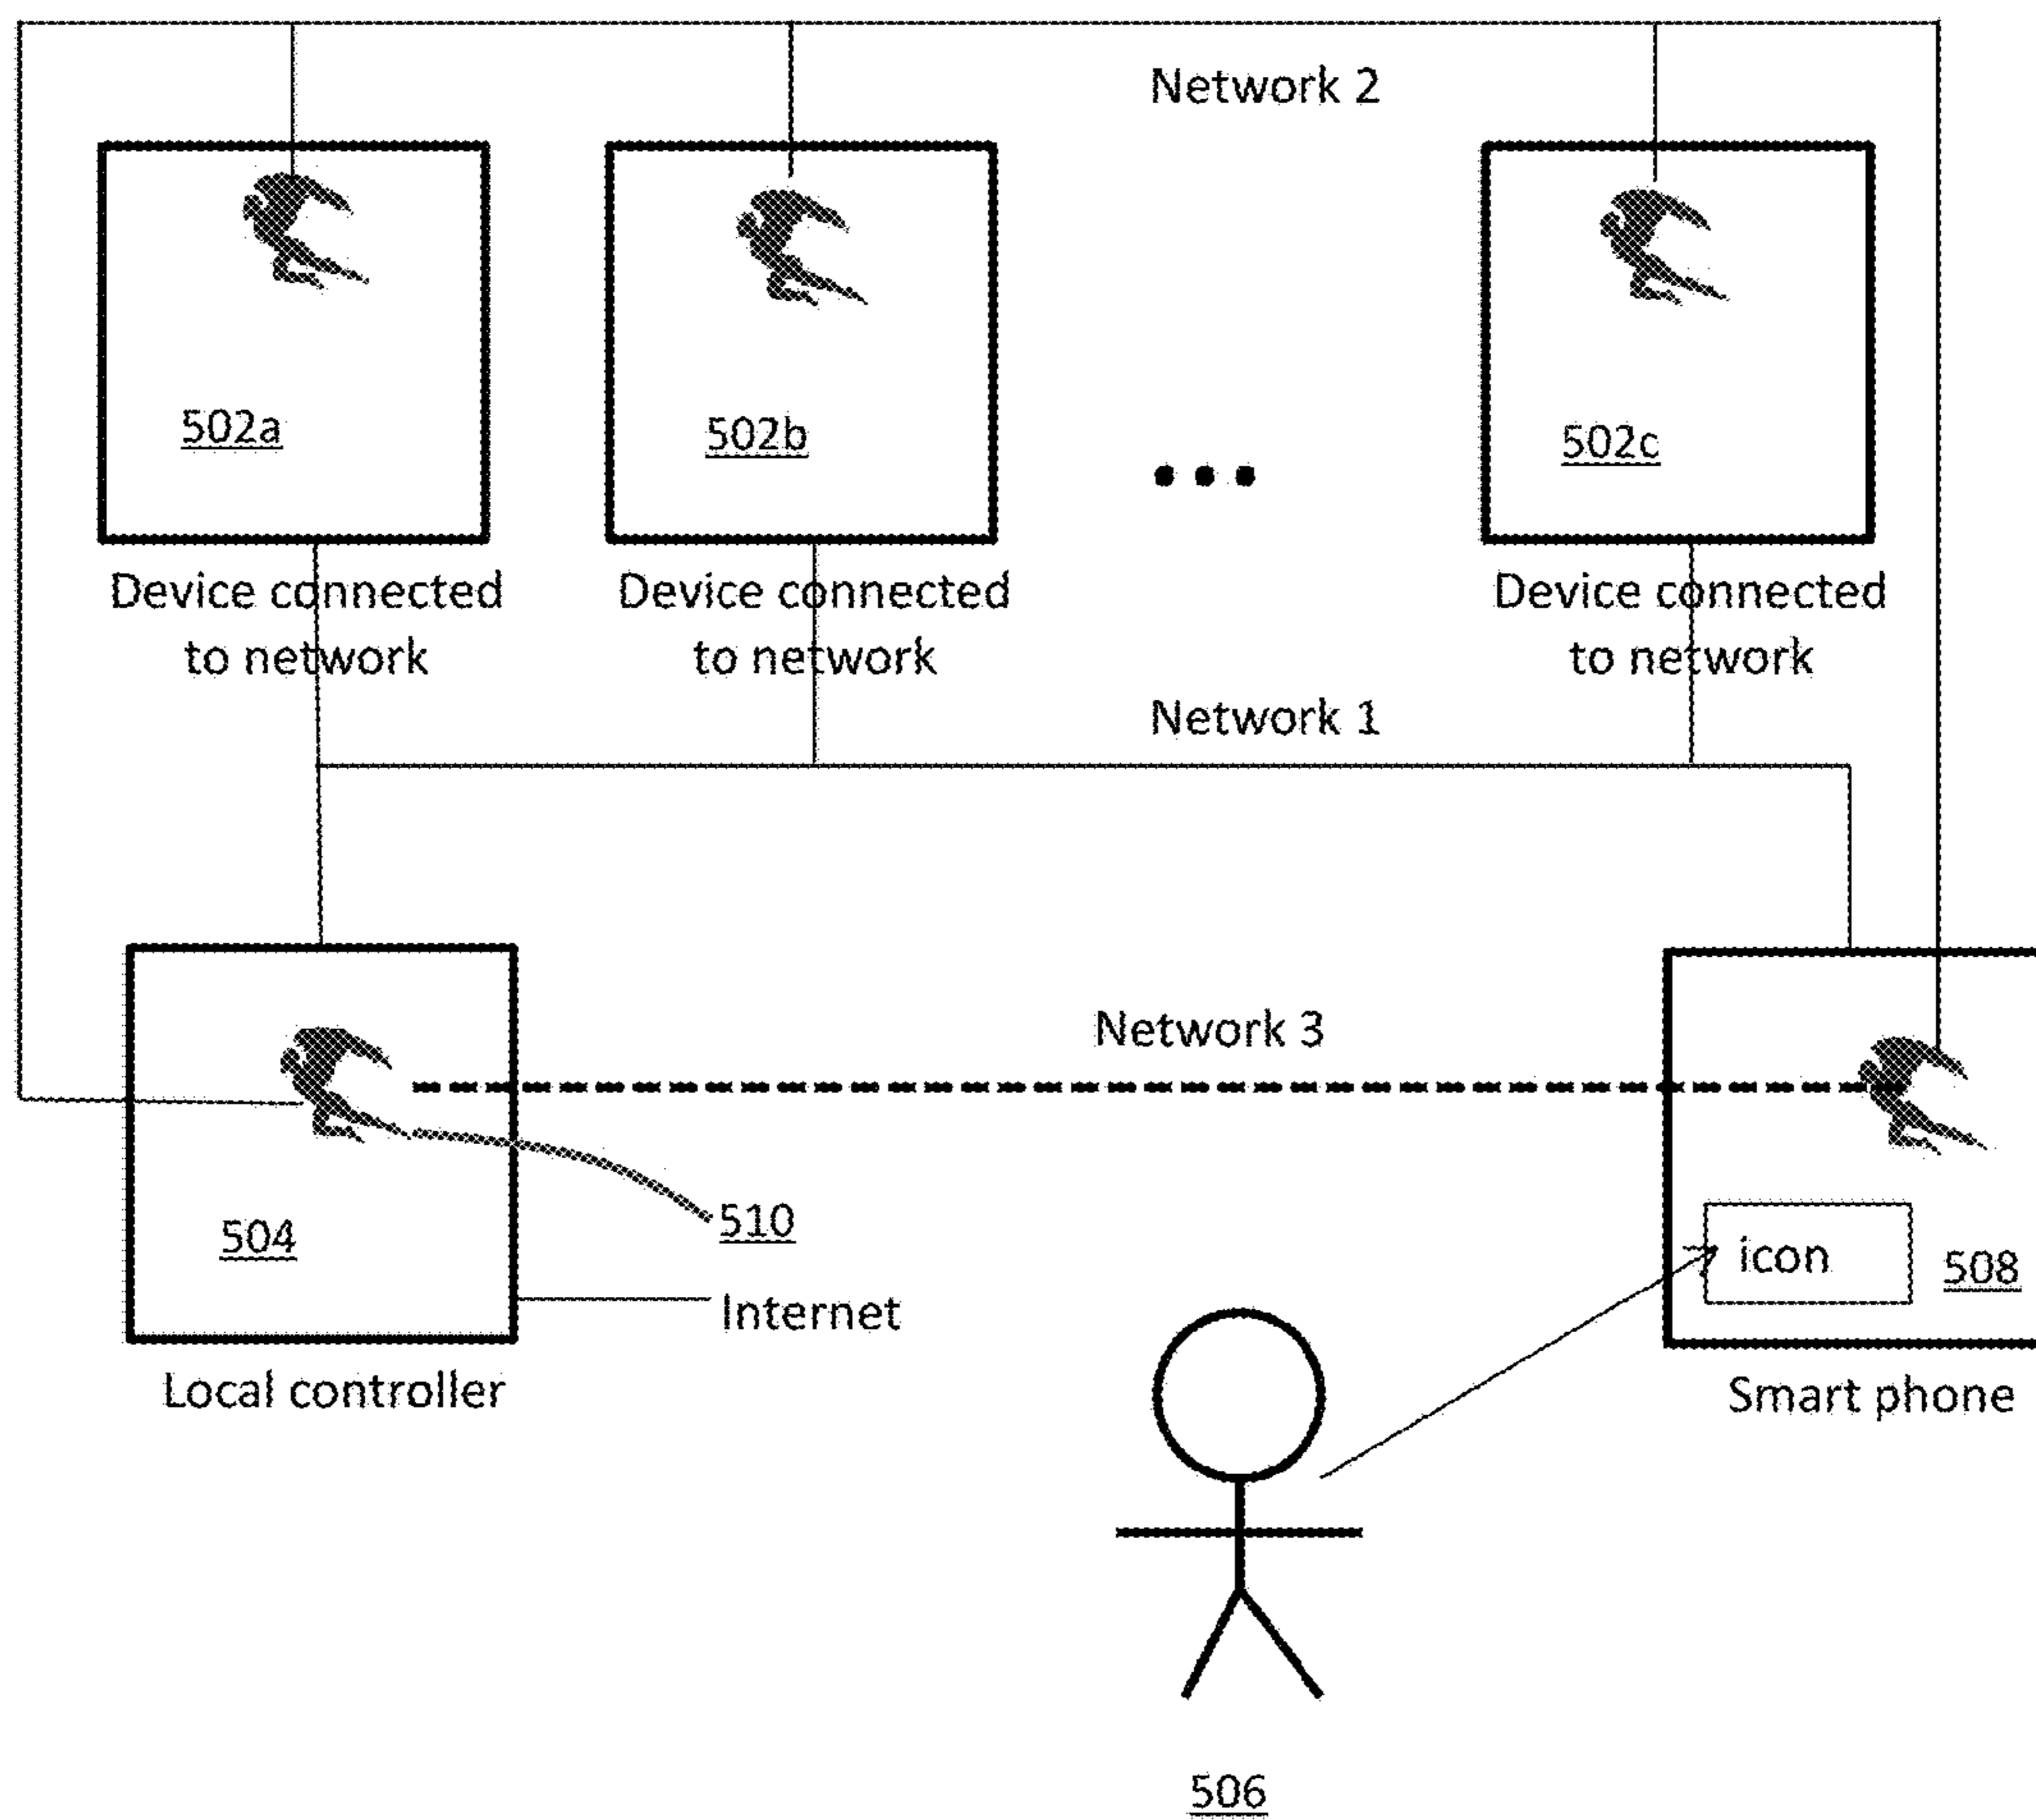 Network 2
502a
502b
502c
Device connected
to network
Device connected
to network
Device connected
to network
Network 1
Network 3
504
510
Internet
icon
508
Local controller
Smart phone
506